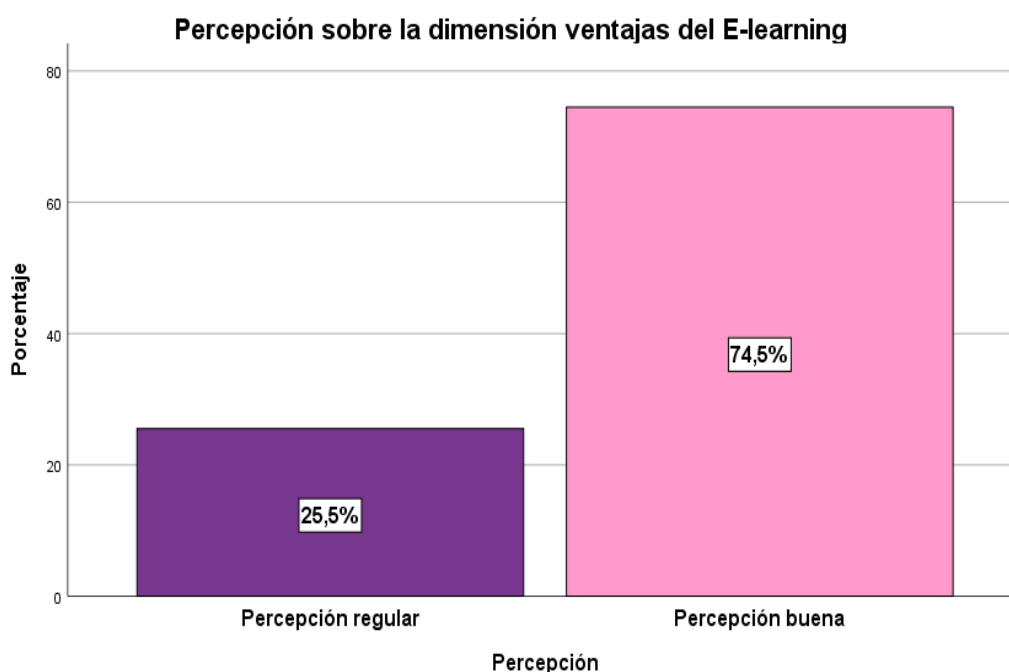 Percepción sobre la dimensión ventajas del E-learning
Porcentaje
80
60
40
20
0
25,5%
74,5%
Percepción regular
Percepción buena
Percepción